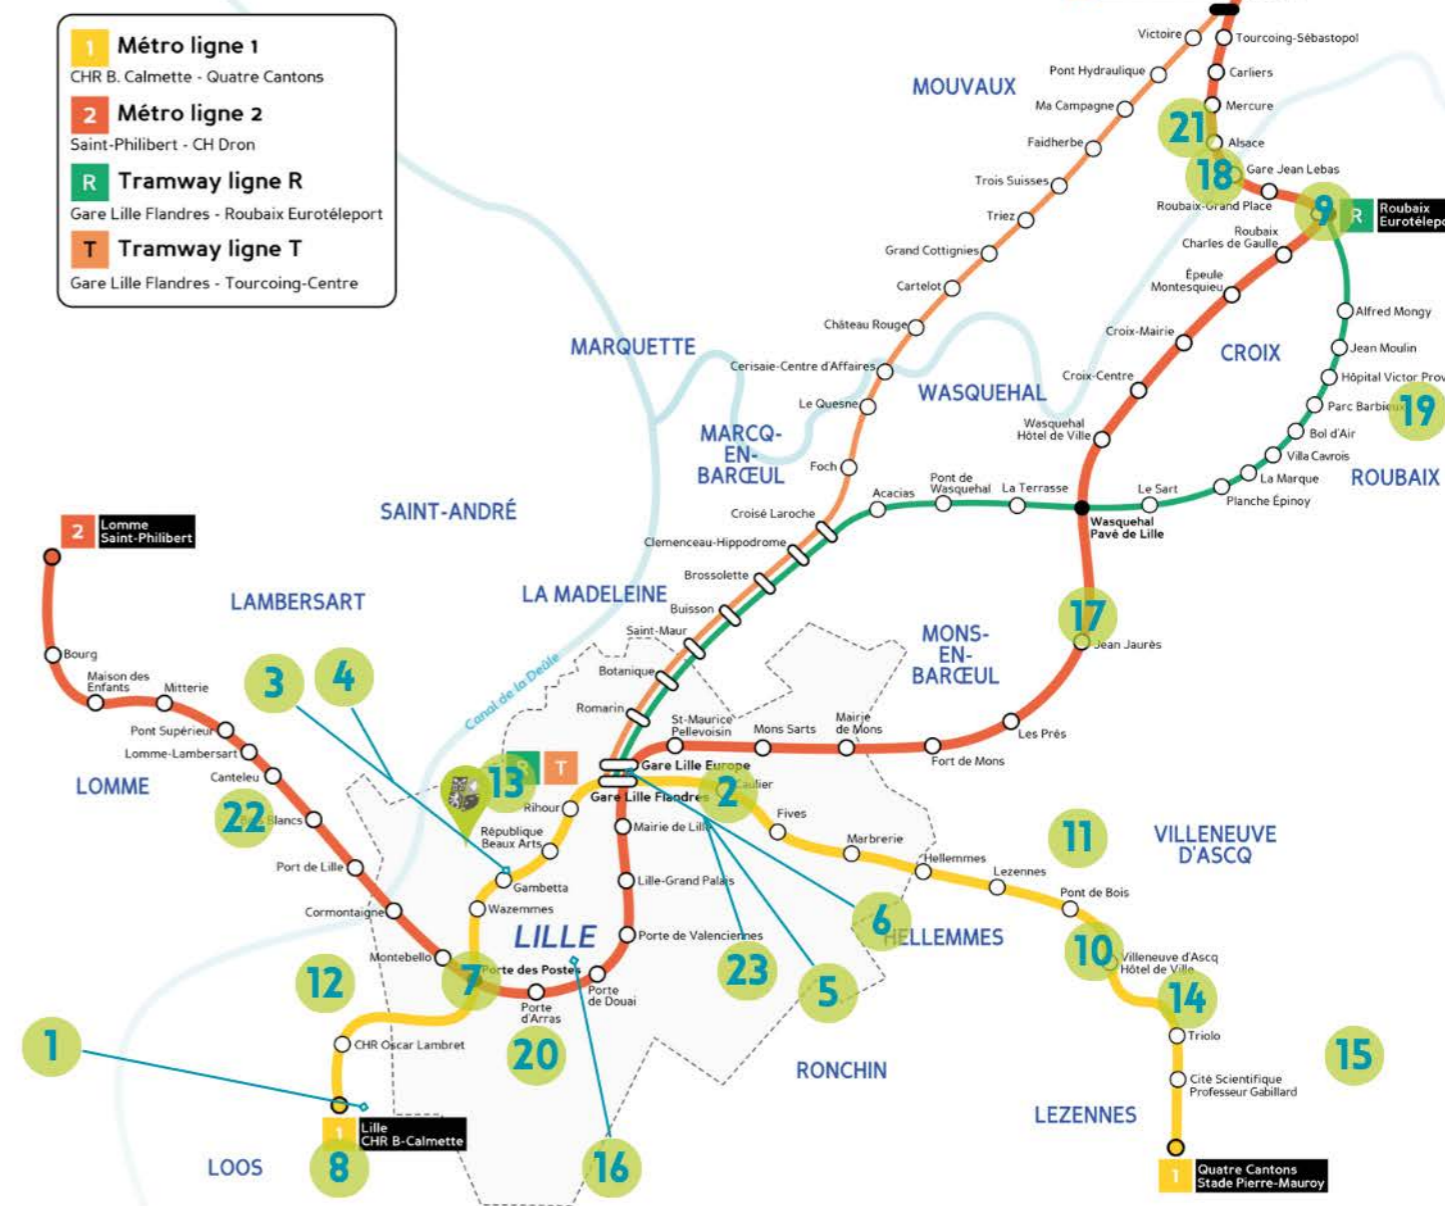 1 Métro ligne 1
CHR B. Calmette - Quatre Cantons
2 Métro ligne 2
Saint-Philibert - CH Dron
R Tramway ligne R
Gare Lille Flandres - Roubaix Eurotéleport
T Tramway ligne T
Gare Lille Flandres - Tourcoing-Centre
Victoire
Tourcoing-Sébastopol
Pont Hydraulique
Carliers
MOUVAUX
Ma Campagne
Mercure
21
Faidherbe
Alsace
18
Gare Jean Lebas
Trois Suisses
Roubaix-Grand Place
9
R
Roubaix
Triez
Roubaix
Charles de Gaulle
Grand Cottignies
Épeule
Montesquieu
Cartelot
Alfred Mongy
Château Rouge
Croix-Mairie
MARQUETTE
CROIX
Jean Moulin
Cerisaie-Centre d'Affaires
Croix-Centre
Hôpital Victor
WASQUEHAL
Le Quesne
Parc Barbieux
19
MARCQ-
EN-
BARŒUL
Wasquehal
Hôtel de Ville
Bol d'Air
Foch
Villa Cavrois
ROUBAIX
La Marque
Acacias
Pont de
Wasquehal
La Terrasse
Le Sart
Planche Épinoy
SAINT-ANDRÉ
Croisé Laroche
Wasquehal
Pavé de Lille
2
Lomme
Saint-Philibert
Clemenceau-Hippodrome
Brossolette
LAMBERSART
LA MADELEINE
Buisson
17
Saint-Maur
Jean Jaurès
MONS-
EN-
BARŒUL
Bourg
Botanique
3
4
Canal de la Deûle
Maison des
Enfants
Mitterie
Romarin
St-Maurice
Pellevoisin
Mons Sarts
Mairie
de Mons
Les Prés
Pont Supérieur
Lomme-Lambersart
Fort de Mons
Canteleu
LOMME
13
R
T
Gare Lille Europe
Gare Lille Flandres
2
Caulier
Rihour
22
Bois Blancs
Fives
11
VILLENEUVE
D'ASCQ
République
Beaux Arts
Mairie de Lille
Marbrerie
Hellemmes
Port de Lille
Gambetta
Lille-Grand Palais
Lezennes
Pont de Bois
Cormontaigne
Wazemmes
6
LILLE
Porte de Valenciennes
HELLEMMES
10
Villeneuve d'Ascq
Hôtel de Ville
Montebello
12
7
Porte des Postes
23
5
14
Porte
d'Arras
Porte
de Douai
1
CHR Oscar Lambret
20
Triolo
15
RONCHIN
Cité Scientifique
Professeur Gabillard
LEZENNES
1
Lille
CHR B-Calmette
LOOS
8
16
1
Quatre Cantons
Stade Pierre-Mauroy